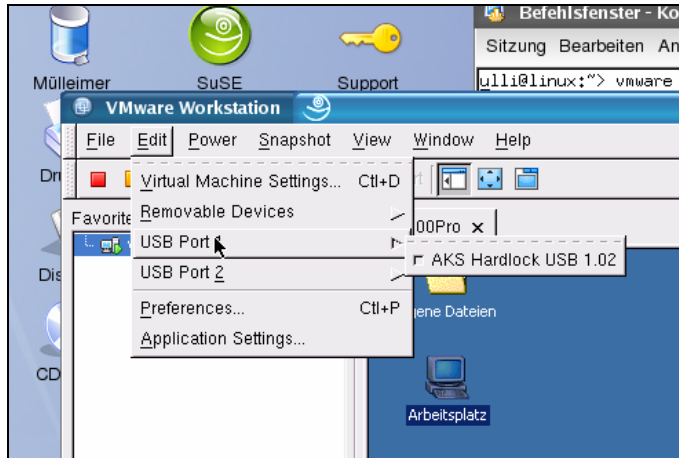 Befehlsfenster - Ko
Sitzung Bearbeiten An
Mülleimer SuSE Support
ulli@linux:~> vmware
VMware Workstation
File Edit Power Snapshot View Window Help
Virtual Machine Settings... Ctl+D
Favorite Removable Devices 00Pro x
USB Port 1 AKS Hardlock USB 1.02
USB Port 2
Preferences... Ctl+P
gene Dateien
Application Settings...
CD
Arbeitsplatz